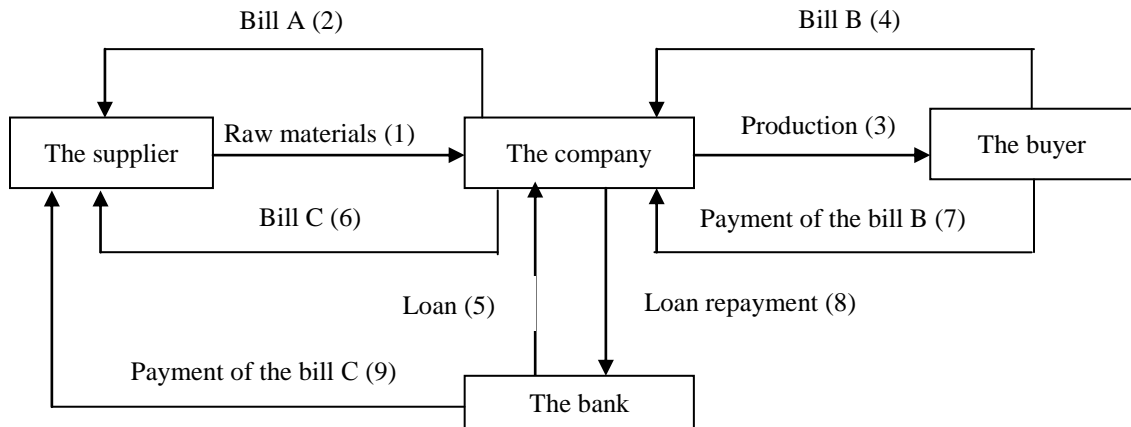 Bill A (2)
Bill B (4)
The supplier
Raw materials (1)
The company
Production (3)
The buyer
Bill C (6)
Payment of the bill B (7)
Loan (5)
Loan repayment (8)
Payment of the bill C (9)
The bank